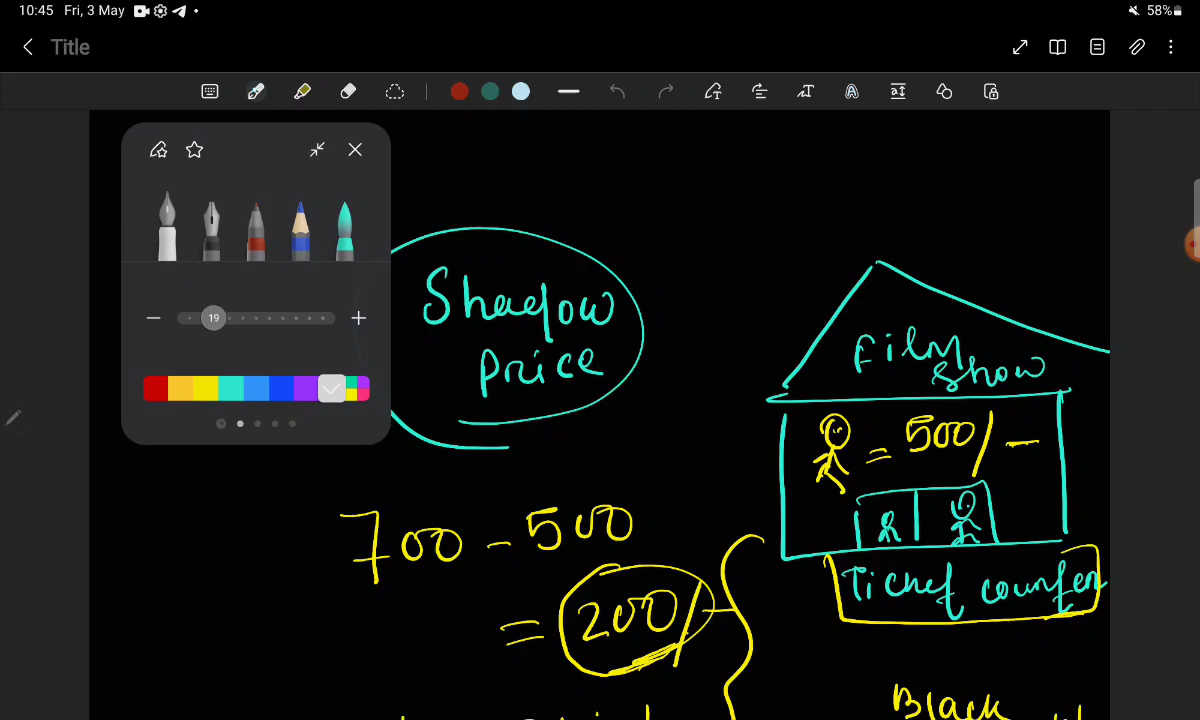 10:45 Fri, 3 May
58%
Title
19
Shadow
price
Film
show
= 500/-
700 - 500
= 200/-
Ticket counter
Black